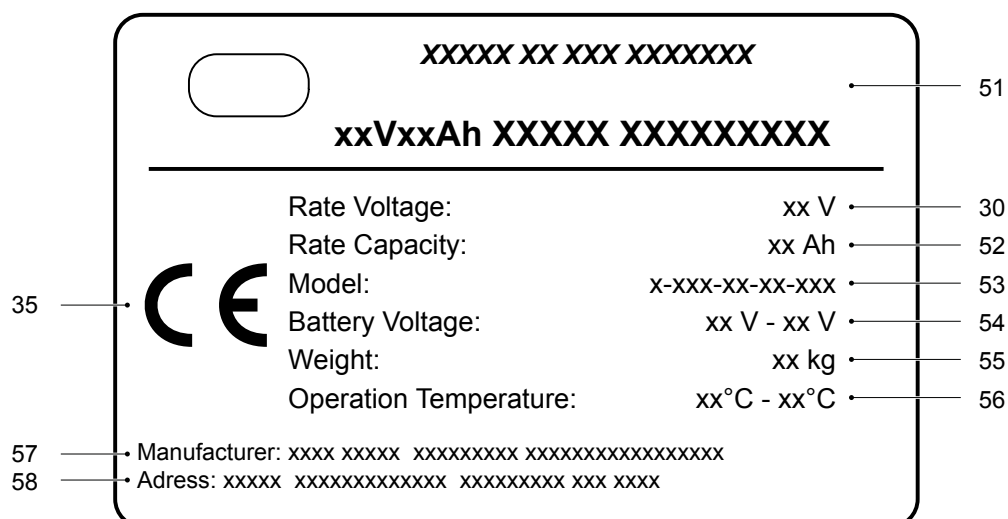 XXXXX XX XXX XXXXXXX
51
xxVxxAh XXXXX XXXXXXXXX
Rate Voltage: xx V 30
Rate Capacity: xx Ah 52
Model: x-xxx-xx-xx-xxx 53
35 CE Battery Voltage: xx V - xx V 54
Weight: xx kg 55
Operation Temperature: xx°C - xx°C 56
57 Manufacturer: xxxx xxxxx xxxxxxxxx xxxxxxxxxxxxxxxxx
58 Adress: xxxxx xxxxxxxxxxxxx xxxxxxxxx xxx xxxx